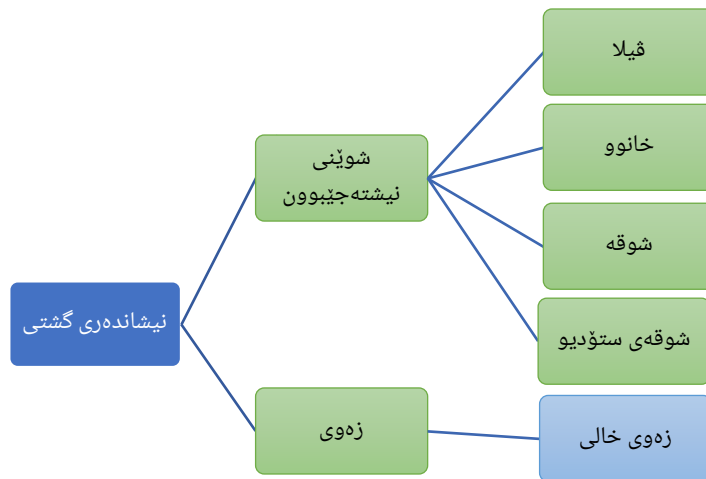 ڤیلا
خانوو
شوێنی
نیشتەجێبوون
شوقە
نیشاندەری گشتی
شوقەی ستۆدیو
زەوی
زەوی خالی